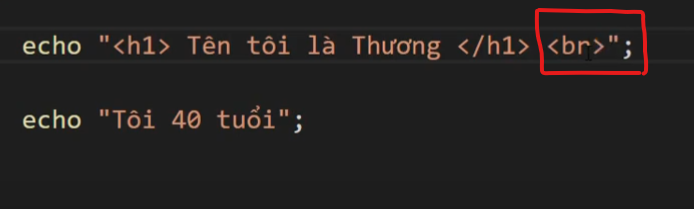 echo "<h1> Tên tôi là Thương </h1> <br>";
echo "Tôi 40 tuổi";